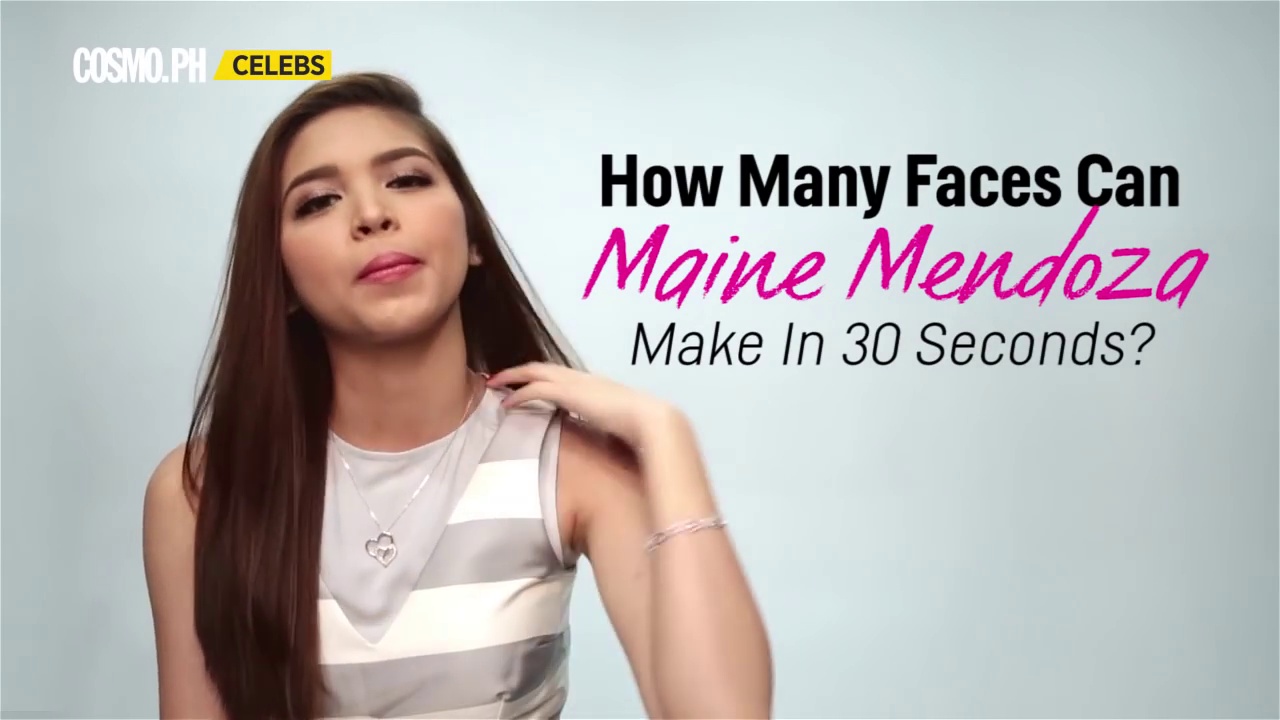 COSMO.PH CELEBS
How Many Faces Can
Maine Mendoza
Make In 30 Seconds?